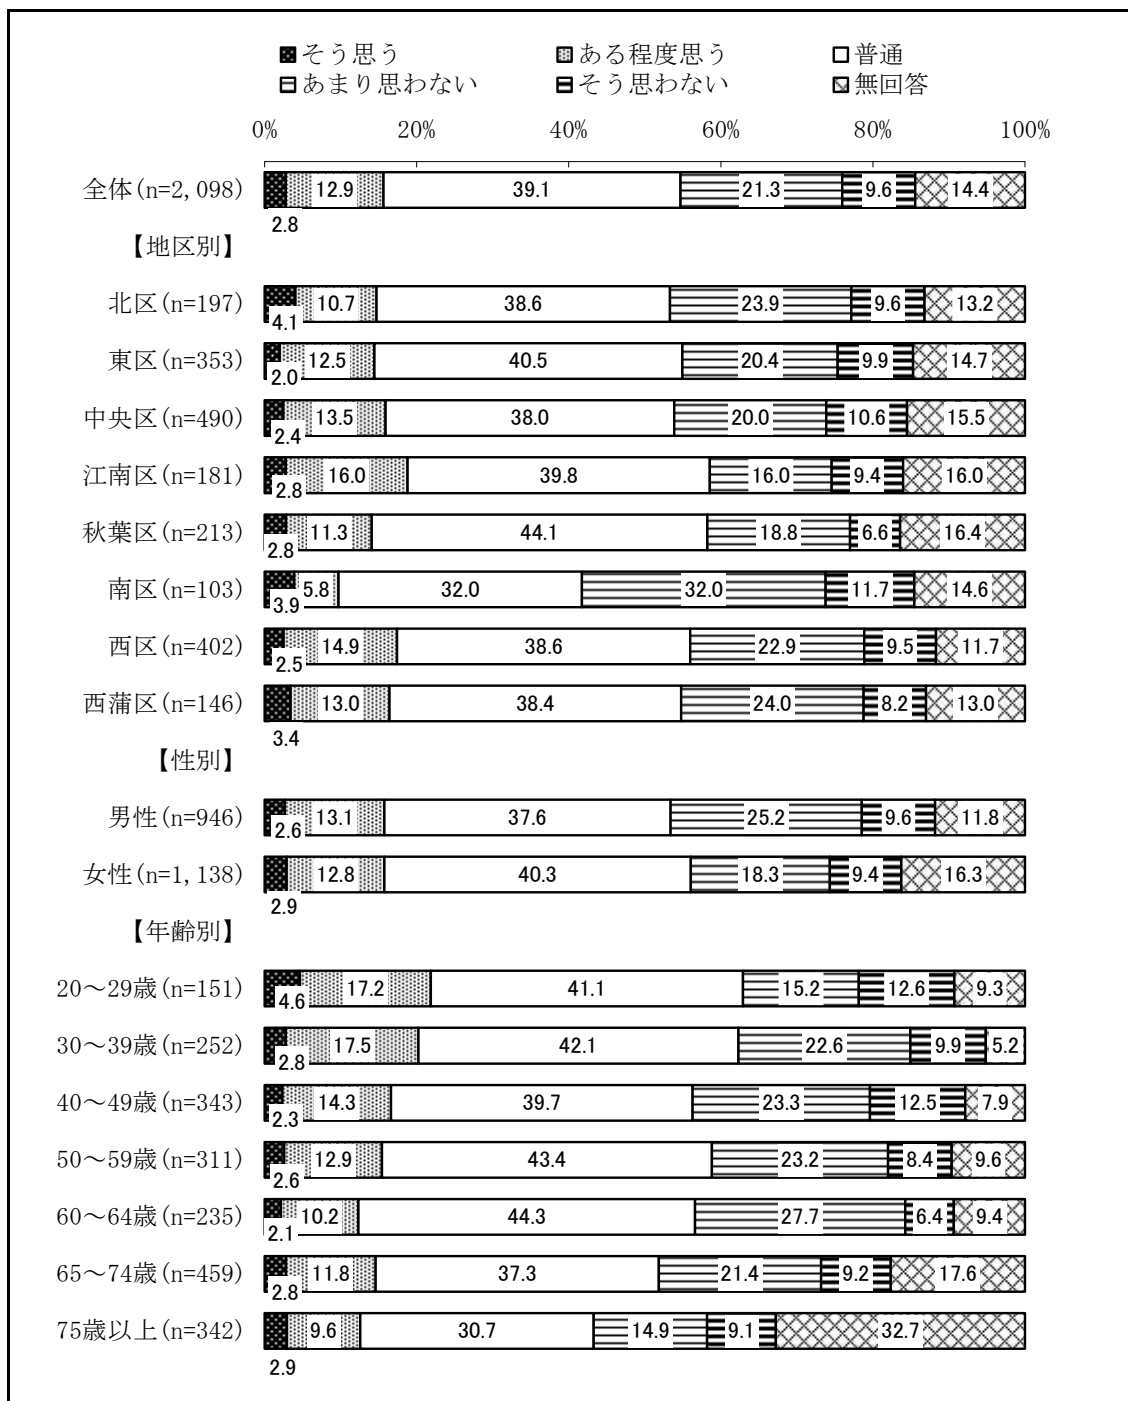 そう思う ある程度思う 普通
あまり思わない そう思わない 無回答
0% 20% 40% 60% 80% 100%
全体(n=2,098) 12.9 39.1 21.3 9.6 14.4
2.8
【地区別】
北区(n=197) 4.1 10.7 38.6 23.9 9.6 13.2
東区(n=353) 2.0 12.5 40.5 20.4 9.9 14.7
中央区(n=490) 2.4 13.5 38.0 20.0 10.6 15.5
江南区(n=181) 2.8 16.0 39.8 16.0 9.4 16.0
秋葉区(n=213) 2.8 11.3 44.1 18.8 6.6 16.4
南区(n=103) 3.9 5.8 32.0 32.0 11.7 14.6
西区(n=402) 2.5 14.9 38.6 22.9 9.5 11.7
西蒲区(n=146) 13.0 38.4 24.0 8.2 13.0
3.4
【性別】
男性(n=946) 2.6 13.1 37.6 25.2 9.6 11.8
女性(n=1,138) 12.8 40.3 18.3 9.4 16.3
2.9
【年齢別】
20～29歳(n=151) 4.6 17.2 41.1 15.2 12.6 9.3
30～39歳(n=252) 2.8 17.5 42.1 22.6 9.9 5.2
40～49歳(n=343) 2.3 14.3 39.7 23.3 12.5 7.9
50～59歳(n=311) 2.6 12.9 43.4 23.2 8.4 9.6
60～64歳(n=235) 2.1 10.2 44.3 27.7 6.4 9.4
65～74歳(n=459) 2.8 11.8 37.3 21.4 9.2 17.6
75歳以上(n=342) 9.6 30.7 14.9 9.1 32.7
2.9